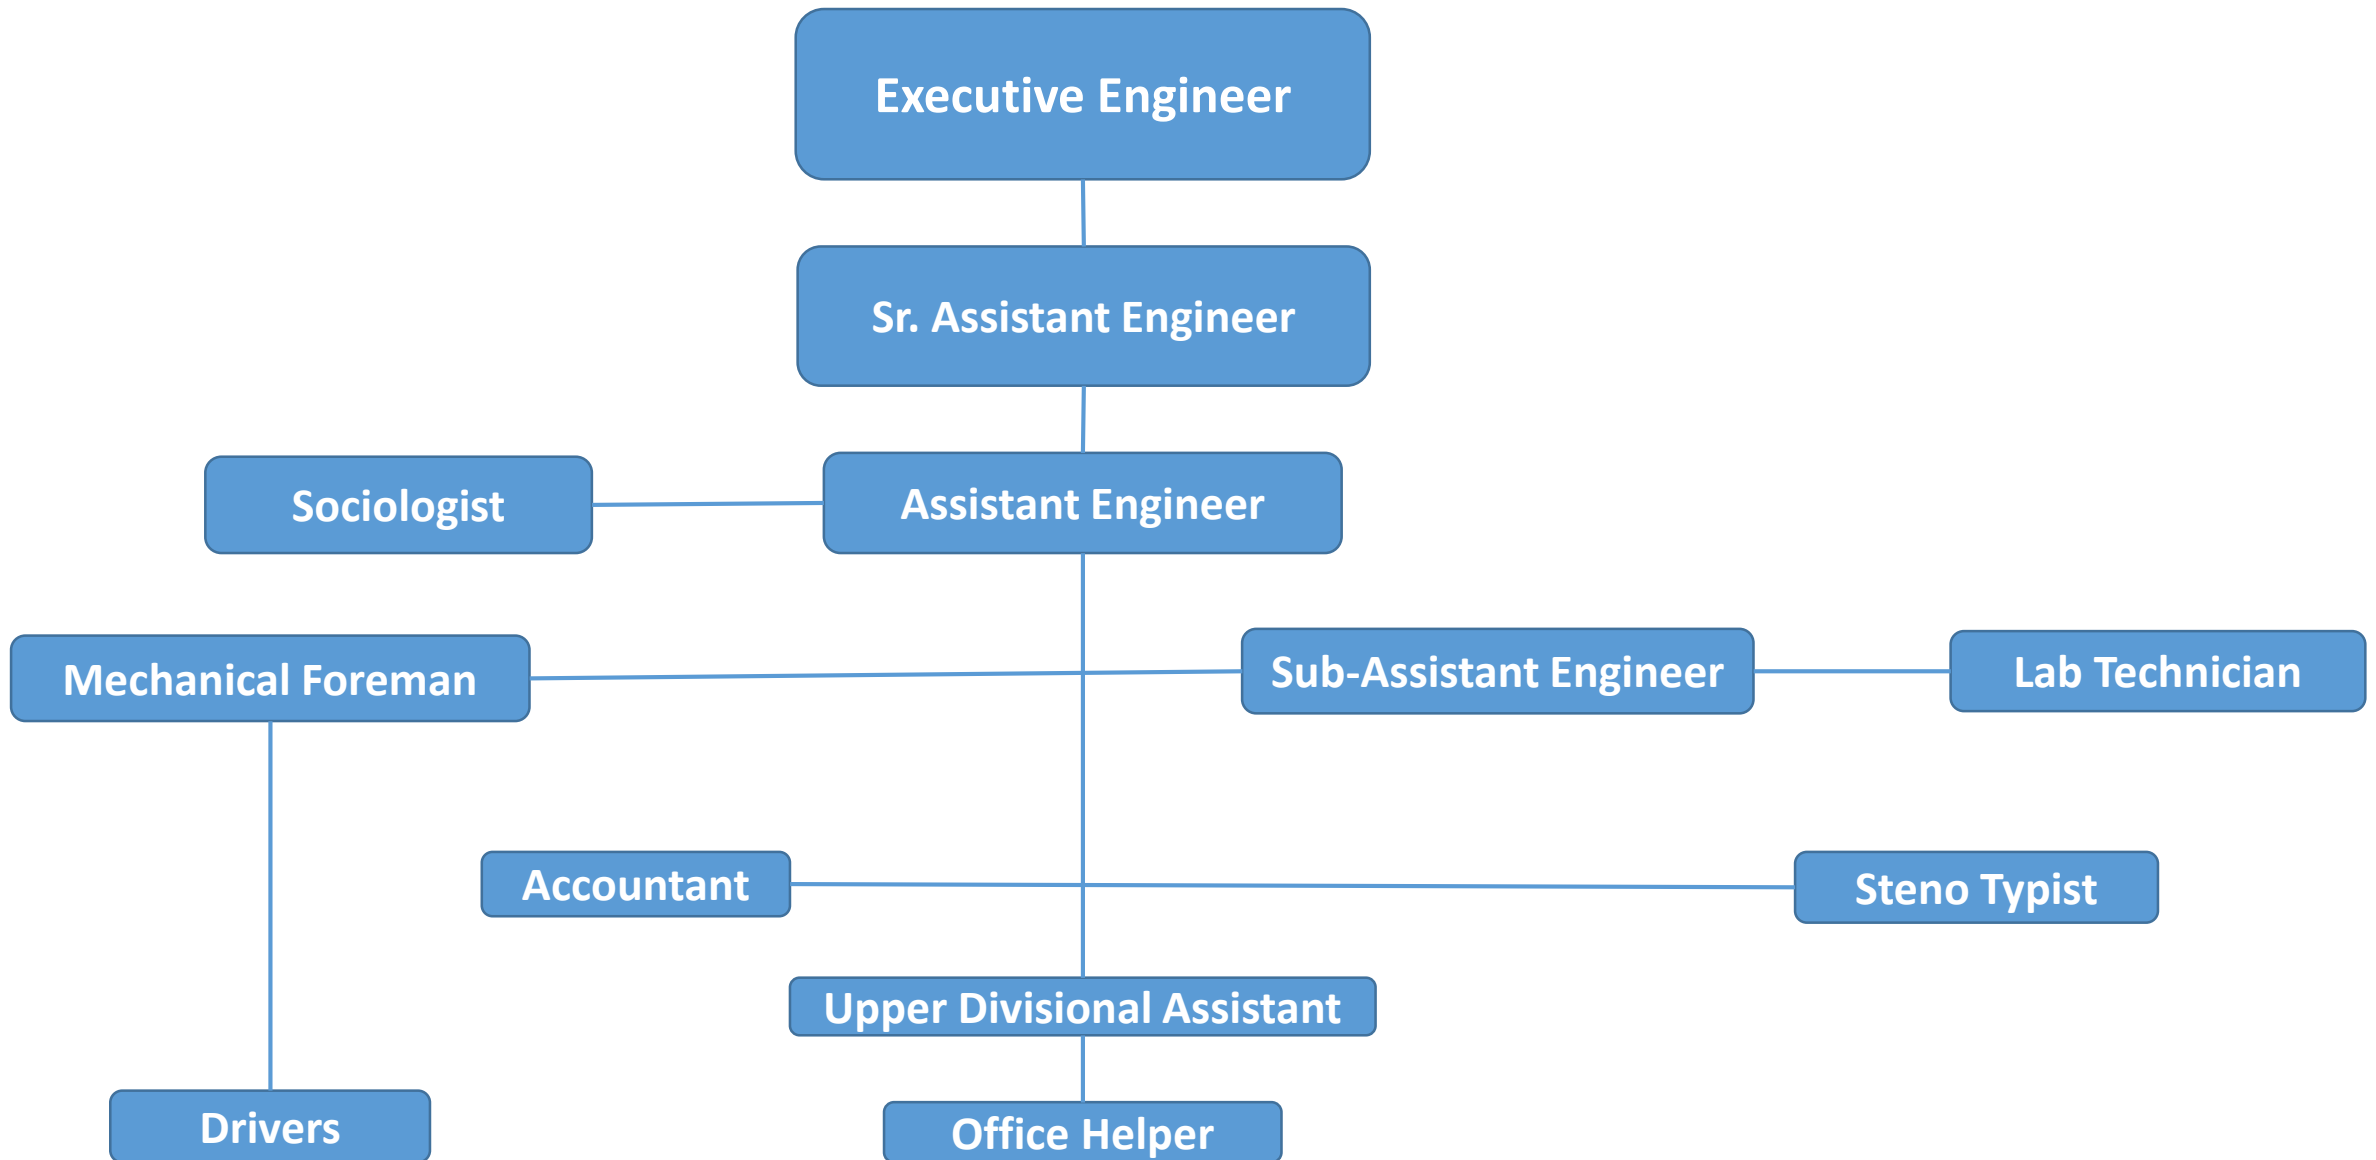 Executive Engineer
Sr. Assistant Engineer
Sociologist
Assistant Engineer
Mechanical Foreman
Sub-Assistant Engineer
Lab Technician
Accountant
Steno Typist
Upper Divisional Assistant
Drivers
Office Helper